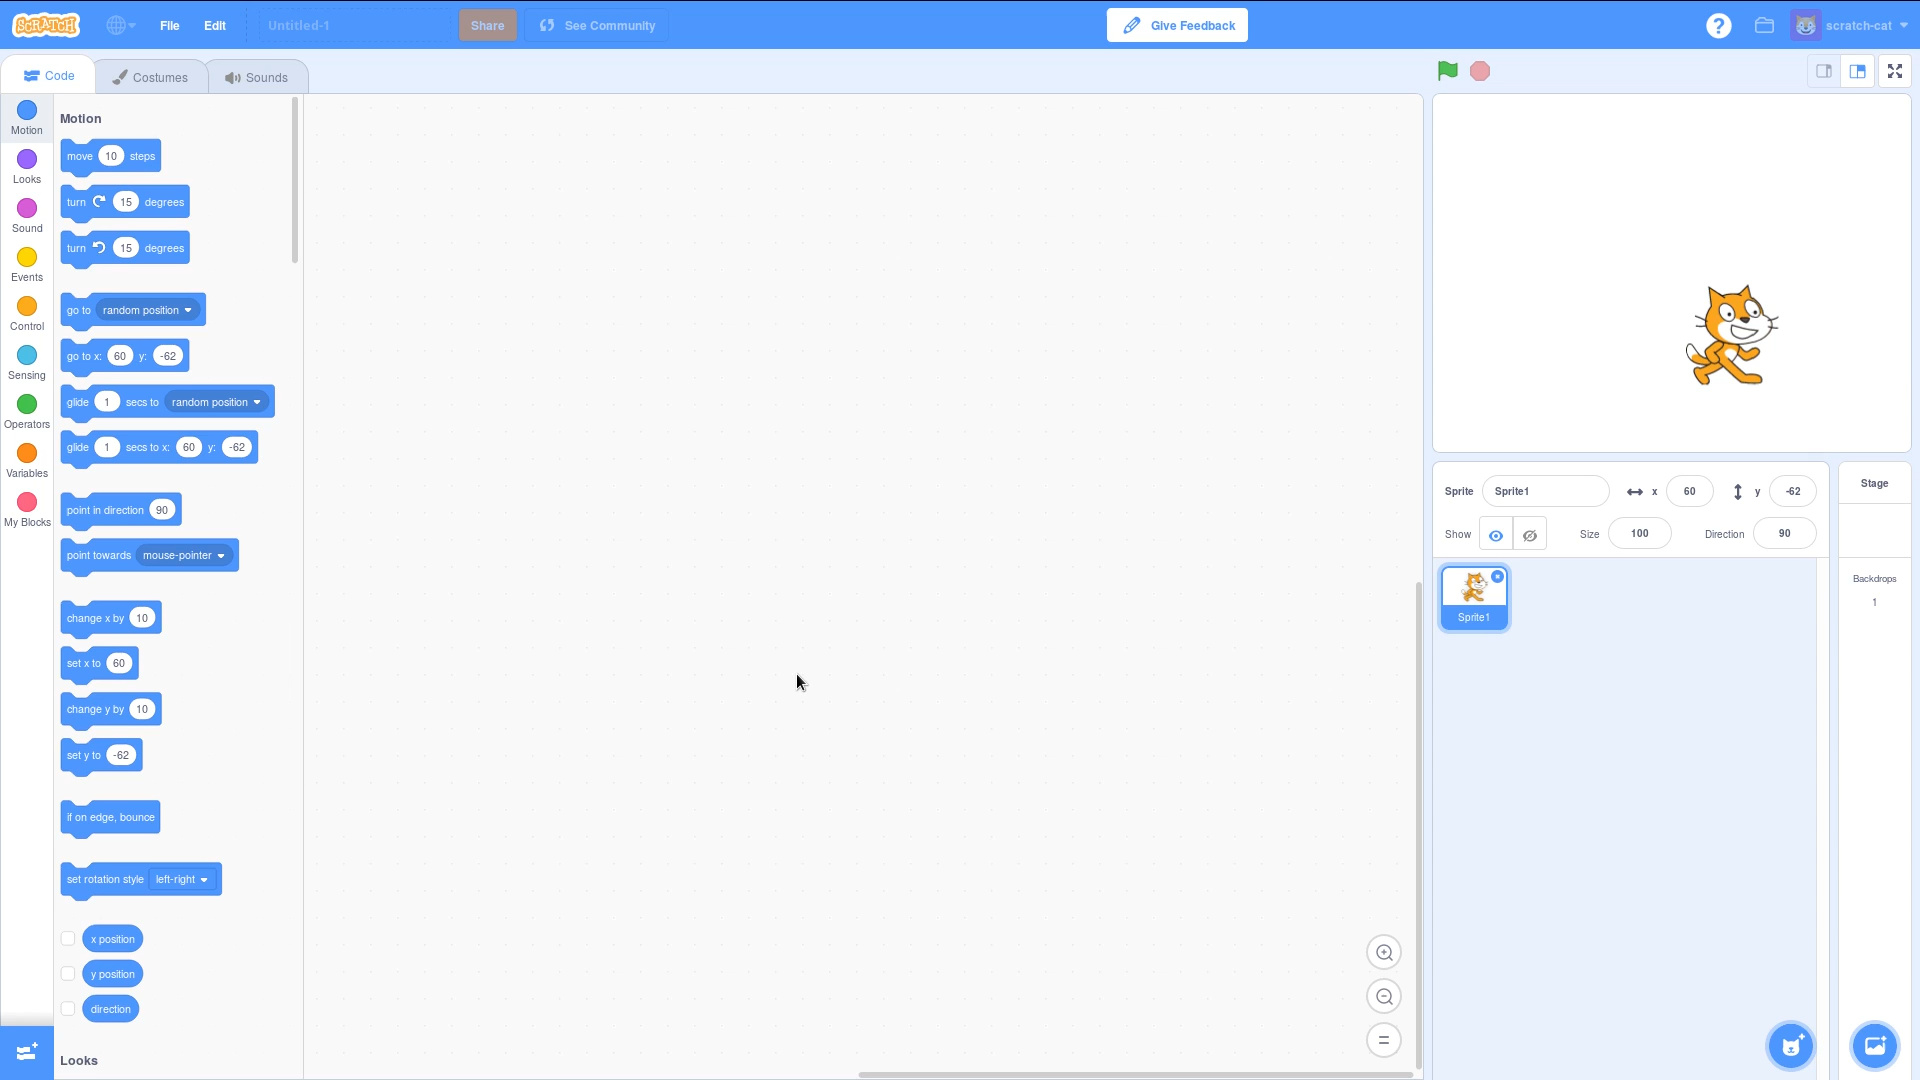 SCRATCH File Edit Untitled-1 Share See Community Give Feedback ? scratch-cat
Code Costumes Sounds
Motion
Looks
Sound
Events
Control
Sensing
Operators
Variables
My Blocks
Motion
move 10 steps
turn 15 degrees
turn 15 degrees
go to random position
go to x: 60 y: -62
glide 1 secs to random position
glide 1 secs to x: 60 y: -62
point in direction 90
point towards mouse-pointer
change x by 10
set x to 60
change y by 10
set y to -62
if on edge, bounce
set rotation style left-right
x position
y position
direction
Looks
Sprite Sprite1 x 60 y -62
Show Size 100 Direction 90
Sprite1
Stage
Backdrops
1